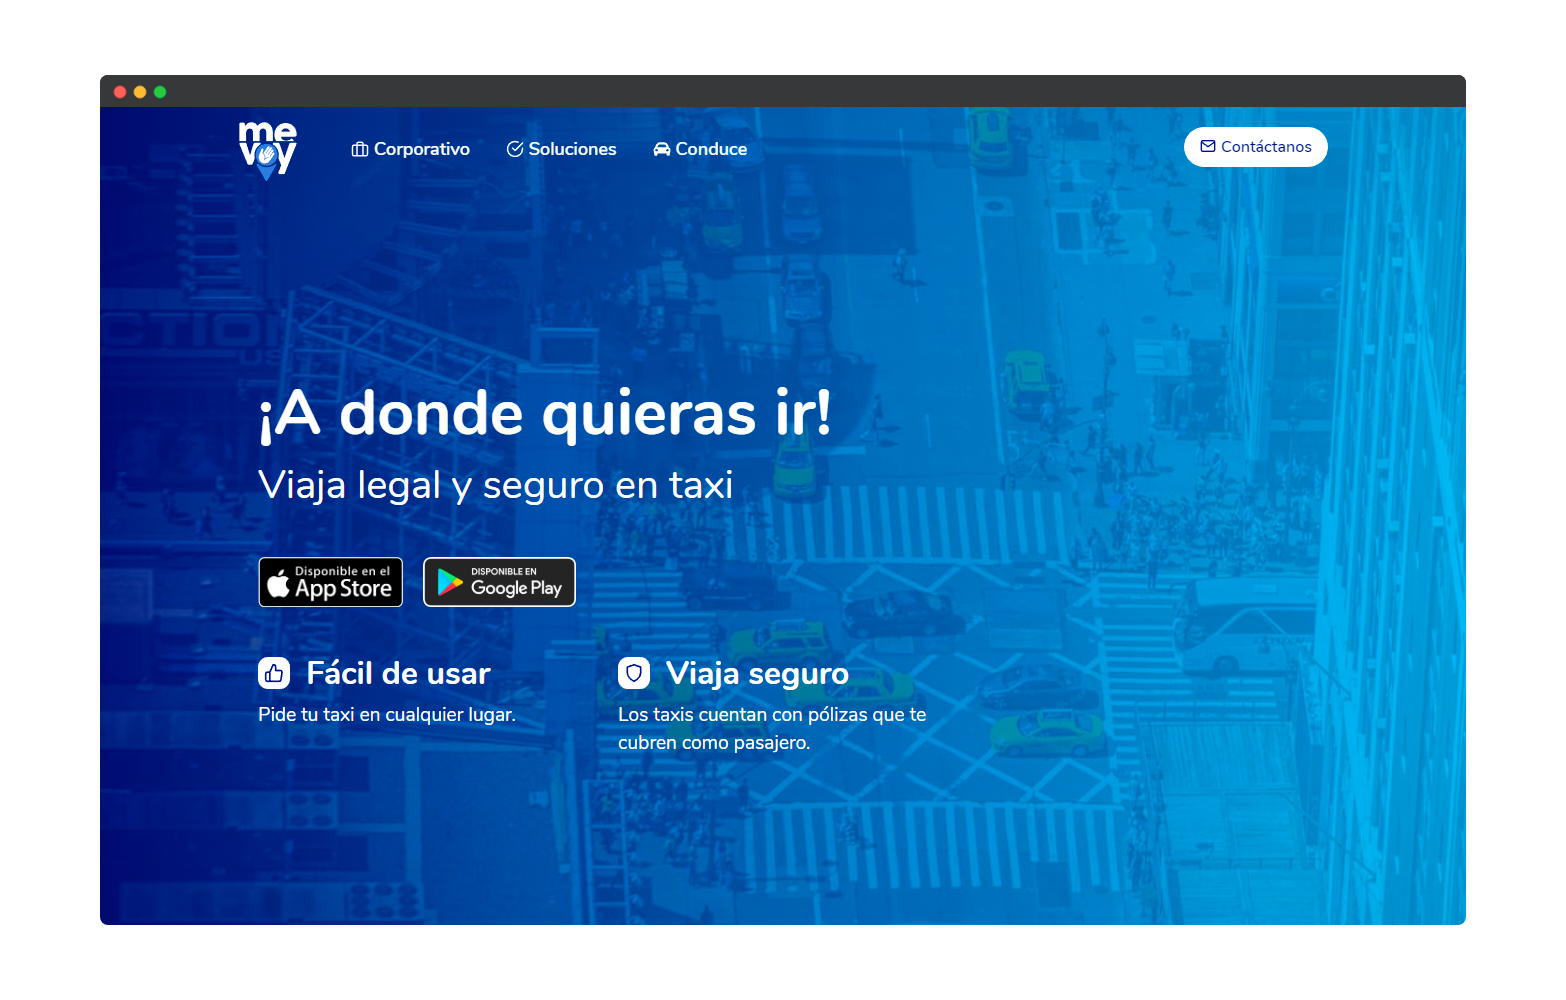 me
voy
Corporativo
Soluciones
Conduce
Contáctanos
CTION
US
¡A donde quieras ir!
Viaja legal y seguro en taxi
Disponible en el
App Store
DISPONIBLE EN
Google Play
Fácil de usar
Viaja seguro
Pide tu taxi en cualquier lugar.
Los taxis cuentan con pólizas que te
cubren como pasajero.